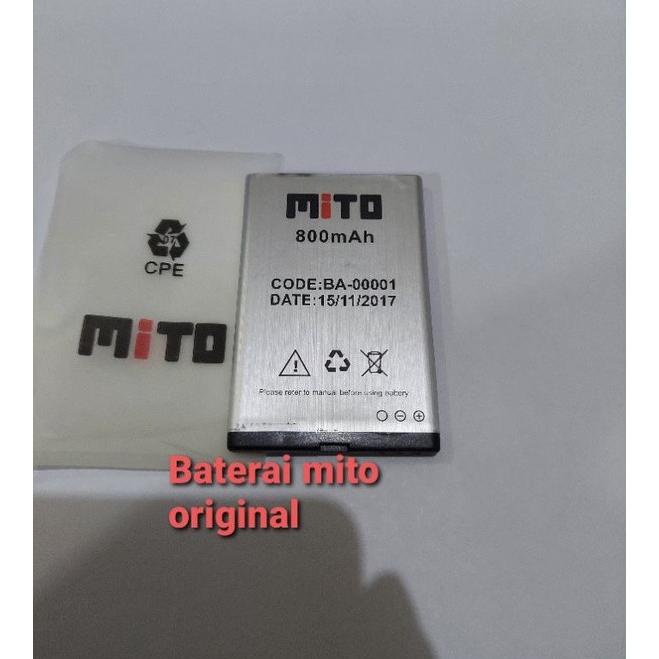 MiTO
800mAh
CODE:BA-00001
DATE:15/11/2017
Please refer to manual before using battery
CPE
MiTO
Baterai mito
original